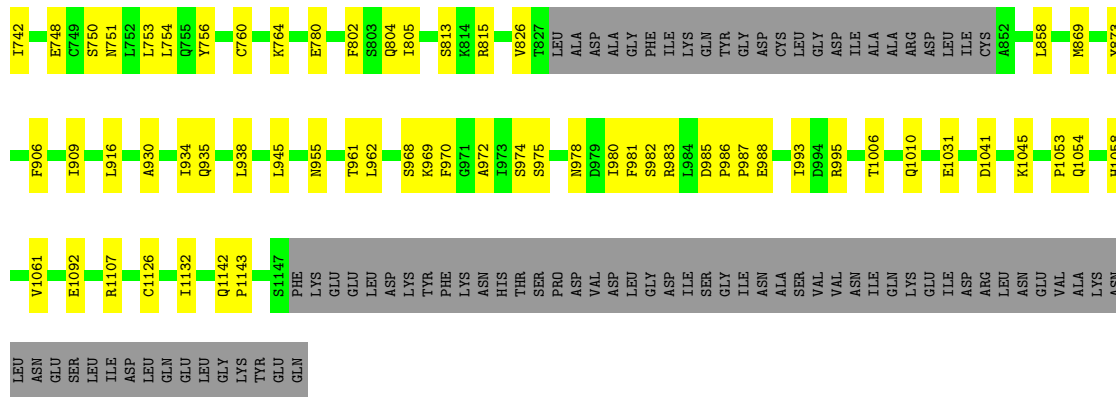 I742 E748 C749 S750 N751 L752 L753 L754 Q755 Y756 C760 K764 E780 F802 S803 Q804 I805 S813 K814 R815 V826 T827 LEU ALA ASP ALA GLY PHE ILE LYS GLN TYR GLY ASP CYS LEU GLY ASP ILE ALA ALA ARG ASP LEU ILE CYS A852 L858 M869 Y873
F906 I909 L916 A930 I934 Q935 L938 L945 N955 T961 L962 S968 K969 F970 G971 A972 I973 S974 S975 N978 D979 I980 F981 S982 R983 L984 D985 P986 P987 E988 I993 D994 R995 T1006 Q1010 E1031 D1041 K1045 P1053 Q1054 H1058
V1061 E1092 R1107 C1126 I1132 Q1142 P1143 S1147 PHE LYS GLU GLU LEU ASP LYS TYR PHE LYS ASN HIS THR SER PRO ASP VAL ASP LEU GLY ASP ILE SER GLY ILE ASN ALA SER VAL VAL ASN ILE GLN LYS GLU ILE ASP ARG LEU ASN GLU VAL ALA LYS ASN
LEU ASN GLU SER LEU ILE ASP LEU GLN GLU LEU GLY LYS TYR GLU GLN